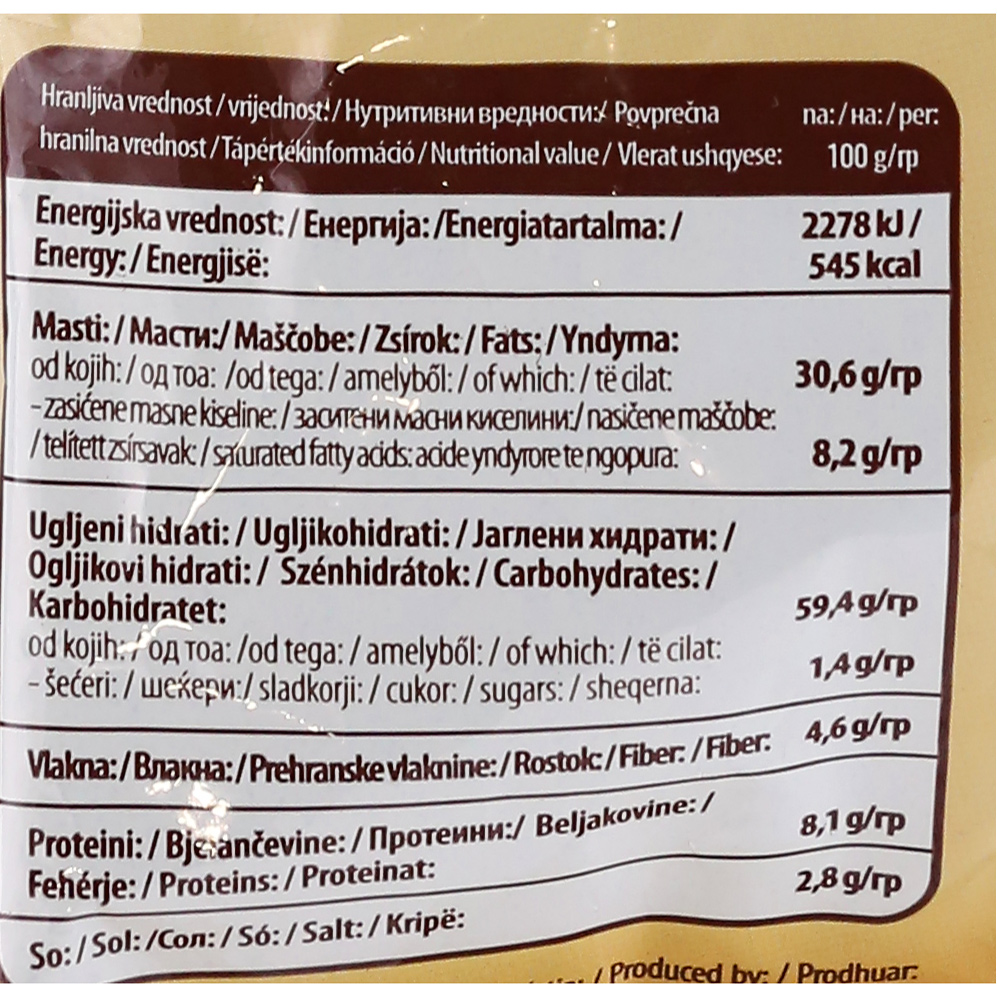 Hranljiva vrednost / vrijednost: / Нутритивни вредности: / Povprečna na: / на: / per:
hranilna vrednost / Tápértékinformáció / Nutritional value / Vlerat ushqyese: 100 g/гр
Energijska vrednost: / Енергија: /Energiatartalma: / 2278 kJ /
Energy: / Energjisë: 545 kcal
Masti: / Масти:/ Maščobe: / Zsírok: / Fats: / Yndyrna:
od kojih: / од тоа: /od tega: / amelyből: / of which: / të cilat: 30,6 g/гр
- zasićene masne kiseline: / заситени масни киселини:/ nasičene maščobe:
/ telített zsírsavak: / saturated fatty acids: acide yndyrore te ngopura: 8,2 g/гр
Ugljeni hidrati: / Ugljikohidrati: / Јаглени хидрати: /
Ogljikovi hidrati: / Szénhidrátok: / Carbohydrates: /
Karbohidratet: 59,4 g/гр
od kojih: / од тоа: /od tega: / amelyből: / of which: / të cilat:
- šećeri: / шеќери:/ sladkorji: / cukor: / sugars: / sheqerna: 1,4 g/гр
Vlakna: / Влакна: / Prehranske vlaknine: / Rostok: / Fiber: / Fiber: 4,6 g/гр
Proteini: / Bjelančevine: / Протеини:/ Beljakovine: /
Fehérje: / Proteins: / Proteinat: 8,1 g/гр
So: / Sol: /Сол: / Só: / Salt: / Kripë: 2,8 g/гр
/ Produced by: / Prodhuar: